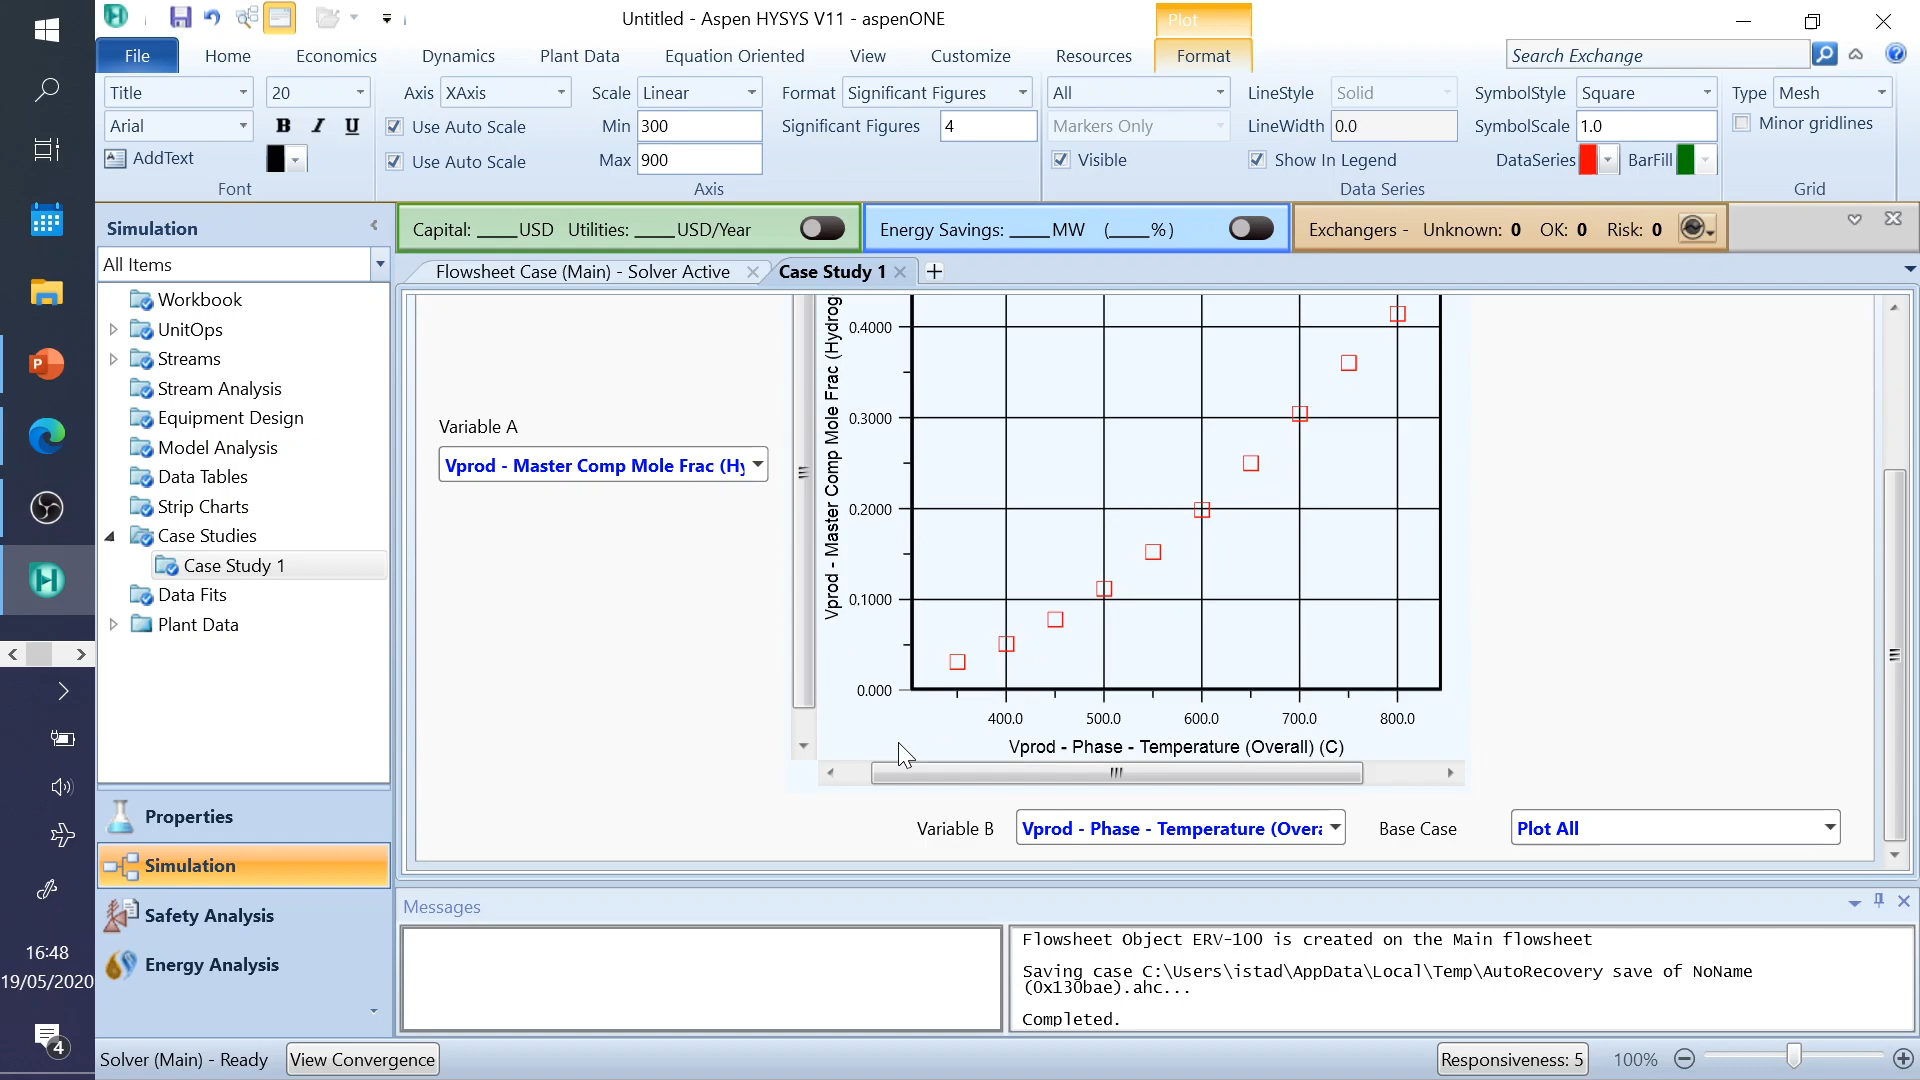 Untitled - Aspen HYSYS V11 - aspenONE
Plot
File
Home
Economics
Dynamics
Plant Data
Equation Oriented
View
Customize
Resources
Format
Search Exchange
Title
20
Axis
XAxis
Scale
Linear
Format
Significant Figures
All
LineStyle
Solid
SymbolStyle
Square
Type
Mesh
Arial
B I U
Use Auto Scale
Min
300
Significant Figures
4
Markers Only
LineWidth
0.0
SymbolScale
1.0
Minor gridlines
AddText
Use Auto Scale
Max
900
Visible
Show In Legend
DataSeries
BarFill
Font
Axis
Data Series
Grid
Simulation
Capital: ____USD Utilities: ____USD/Year
Energy Savings: ____MW (____%)
Exchangers - Unknown: 0 OK: 0 Risk: 0
All Items
Flowsheet Case (Main) - Solver Active
Case Study 1
Workbook
UnitOps
Streams
Stream Analysis
Equipment Design
Model Analysis
Data Tables
Strip Charts
Case Studies
Case Study 1
Data Fits
Plant Data
Variable A
Vprod - Master Comp Mole Frac (Hy
Vprod - Master Comp Mole Frac (Hydrog
0.4000
0.3000
0.2000
0.1000
0.000
400.0
500.0
600.0
700.0
800.0
Vprod - Phase - Temperature (Overall) (C)
Variable B
Vprod - Phase - Temperature (Overa
Base Case
Plot All
Properties
Simulation
Safety Analysis
Energy Analysis
Messages
Flowsheet Object ERV-100 is created on the Main flowsheet
Saving case C:\Users\istad\AppData\Local\Temp\AutoRecovery save of NoName
(0x130bae).ahc...
Completed.
16:48
19/05/2020
4
Solver (Main) - Ready
View Convergence
Responsiveness: 5
100%